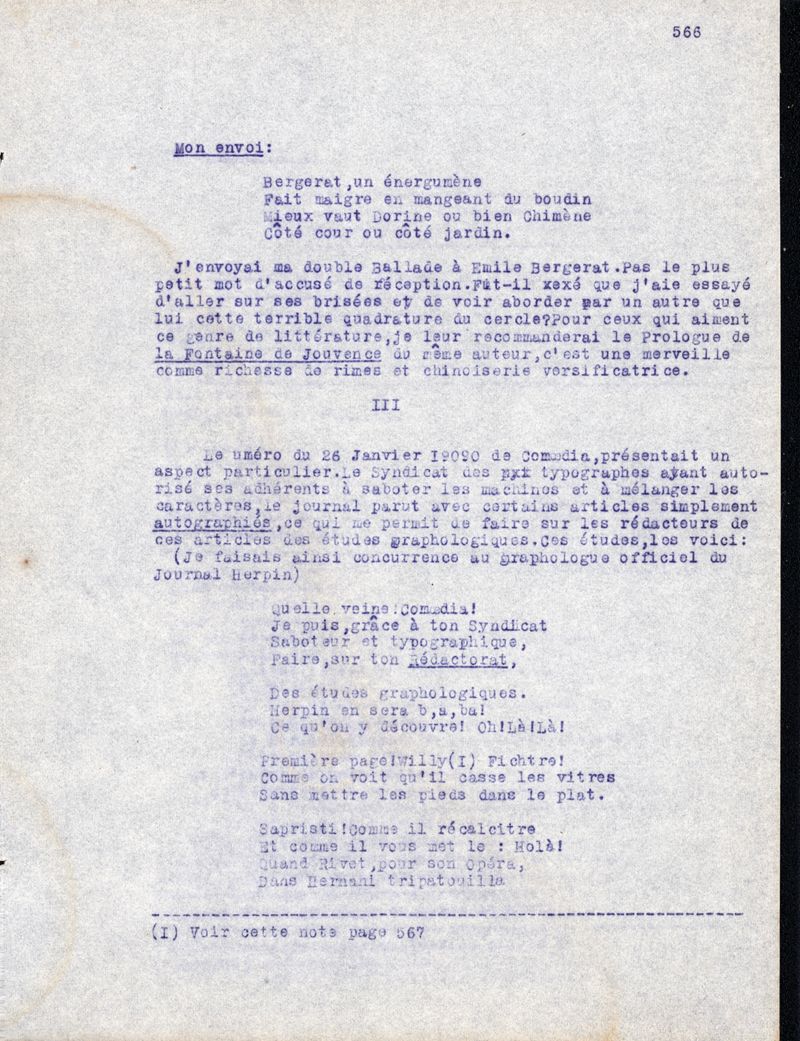 566
Mon envoi:
Bergerat,un énergumène
Fait maigre en mangeant du boudin
Mieux vaut Dorine ou bien Chimène
Côté cour ou côté jardin.
J'envoyai ma double Ballade à Emile Bergerat.Pas le plus
petit mot d'accusé de réception.Fût-il vexé que j'aie essayé
d'aller sur ses brisées et de voir aborder par un autre que
lui cette terrible quadrature du cercle?Pour ceux qui aiment
ce genre de littérature,je leur recommanderai le Prologue de
la Fontaine de Jouvence du même auteur,c'est une merveille
comme richesse de rimes et chinoiserie versificatrice.
III
Le uméro du 26 Janvier I9090 de Comœdia,présentait un
aspect particulier.Le Syndicat des typographes ayant auto-
risé ses adhérents à saboter les machines et à mélanger les
caractères,le journal parut avec certains articles simplement
autographiés,ce qui me permit de faire sur les rédacteurs de
ces articles des études graphologiques.Ces études,les voici:
(Je faisais ainsi concurrence au graphologue officiel du
Journal Herpin)
Quelle veine!Comœdia!
Je puis,grâce à ton Syndicat
Saboteur et typographique,
Faire,sur ton Rédactorat,
Des études graphologiques.
Herpin en sera b,a,ba!
Ce qu'on y découvre! Oh!Là!Là!
Première page!Willy(I) Fichtre!
Comme on voit qu'il casse les vitres
Sans mettre les pieds dans le plat.
Sapristi!Comme il récalcitre
Et comme il vous met le : Holà!
Quand Rivet,pour son Opéra,
Dans Hernani tripatouilla
(I) Voir cette note page 567